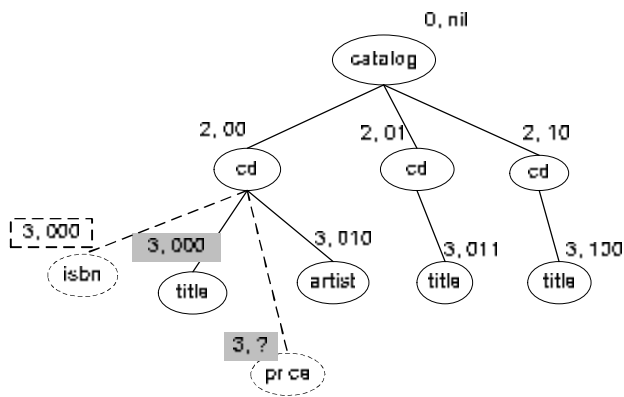 0, nil
catalog
2, 00
2, 01
2, 10
cd
cd
cd
3, 000
3, 000
3, 010
3, 011
3, 100
isbn
title
artist
title
title
3, ?
price